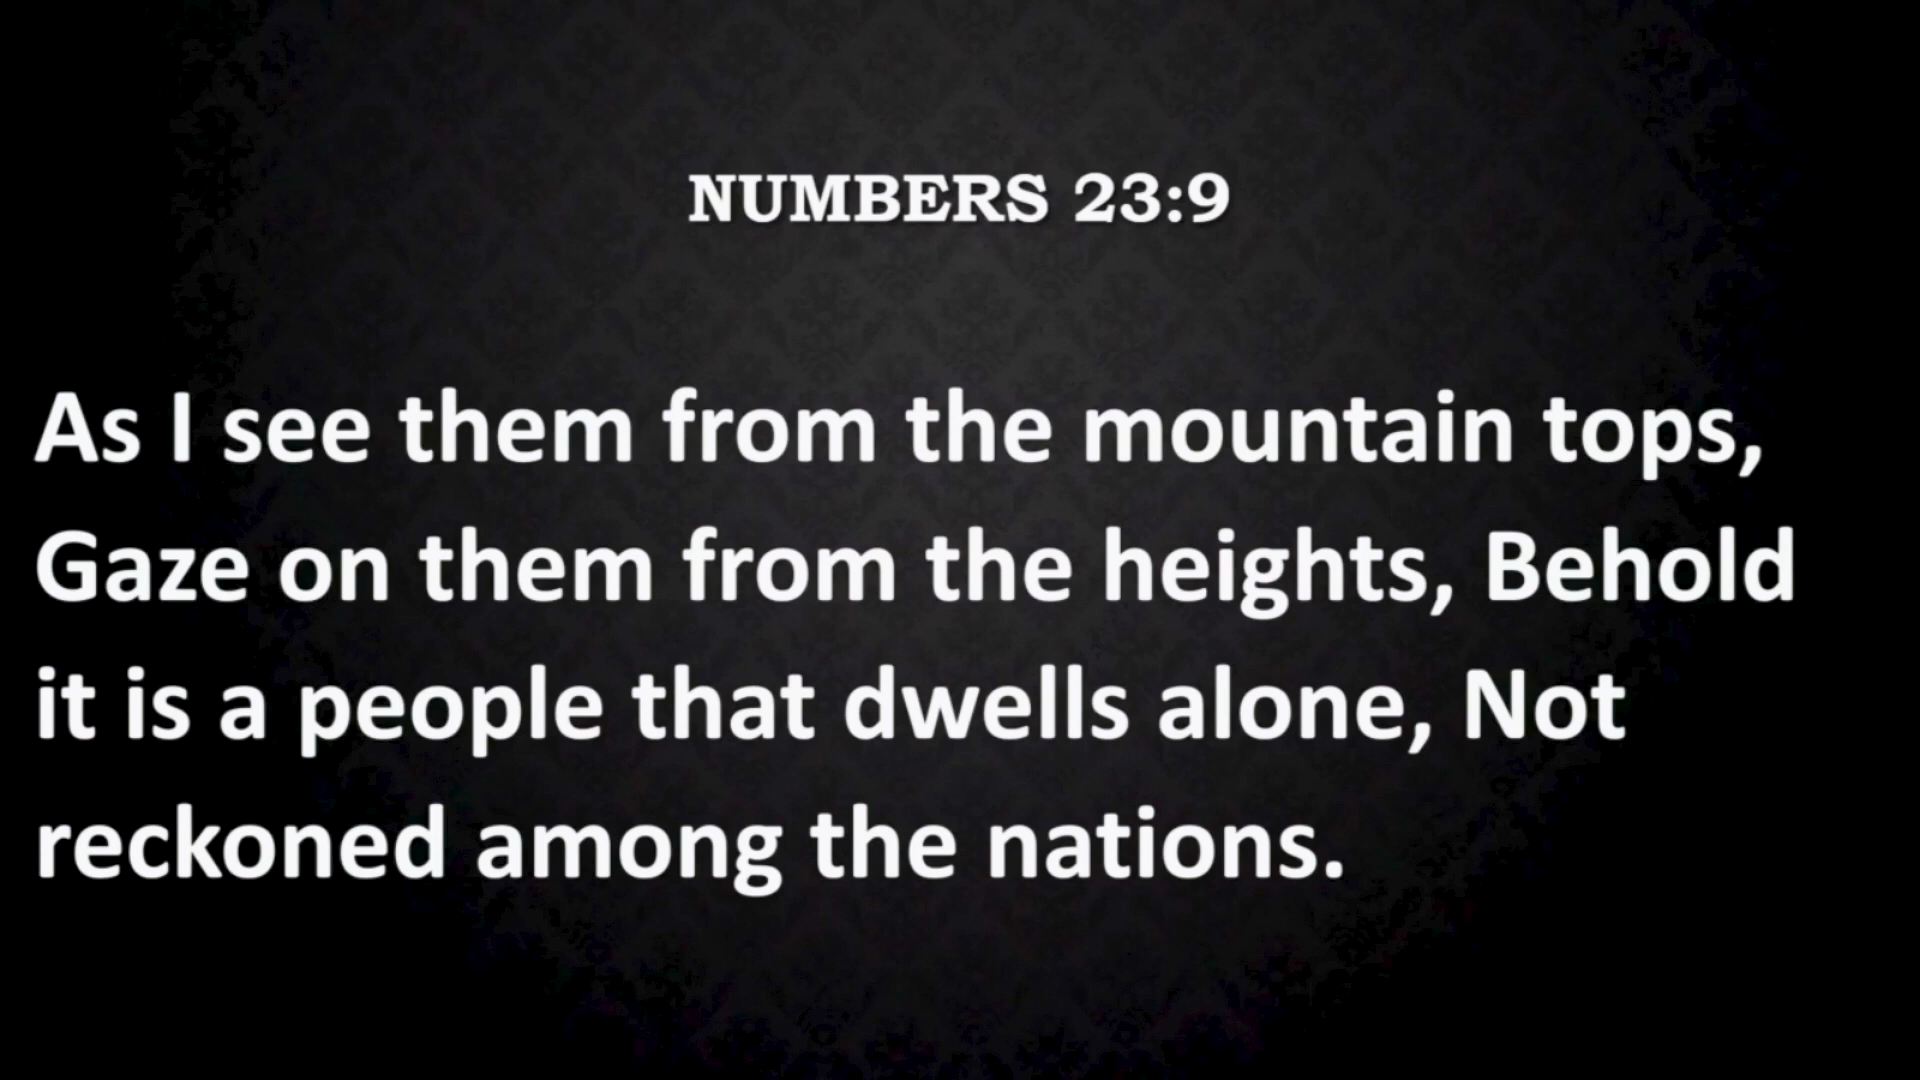 NUMBERS 23:9
As I see them from the mountain tops,
Gaze on them from the heights, Behold
it is a people that dwells alone, Not
reckoned among the nations.